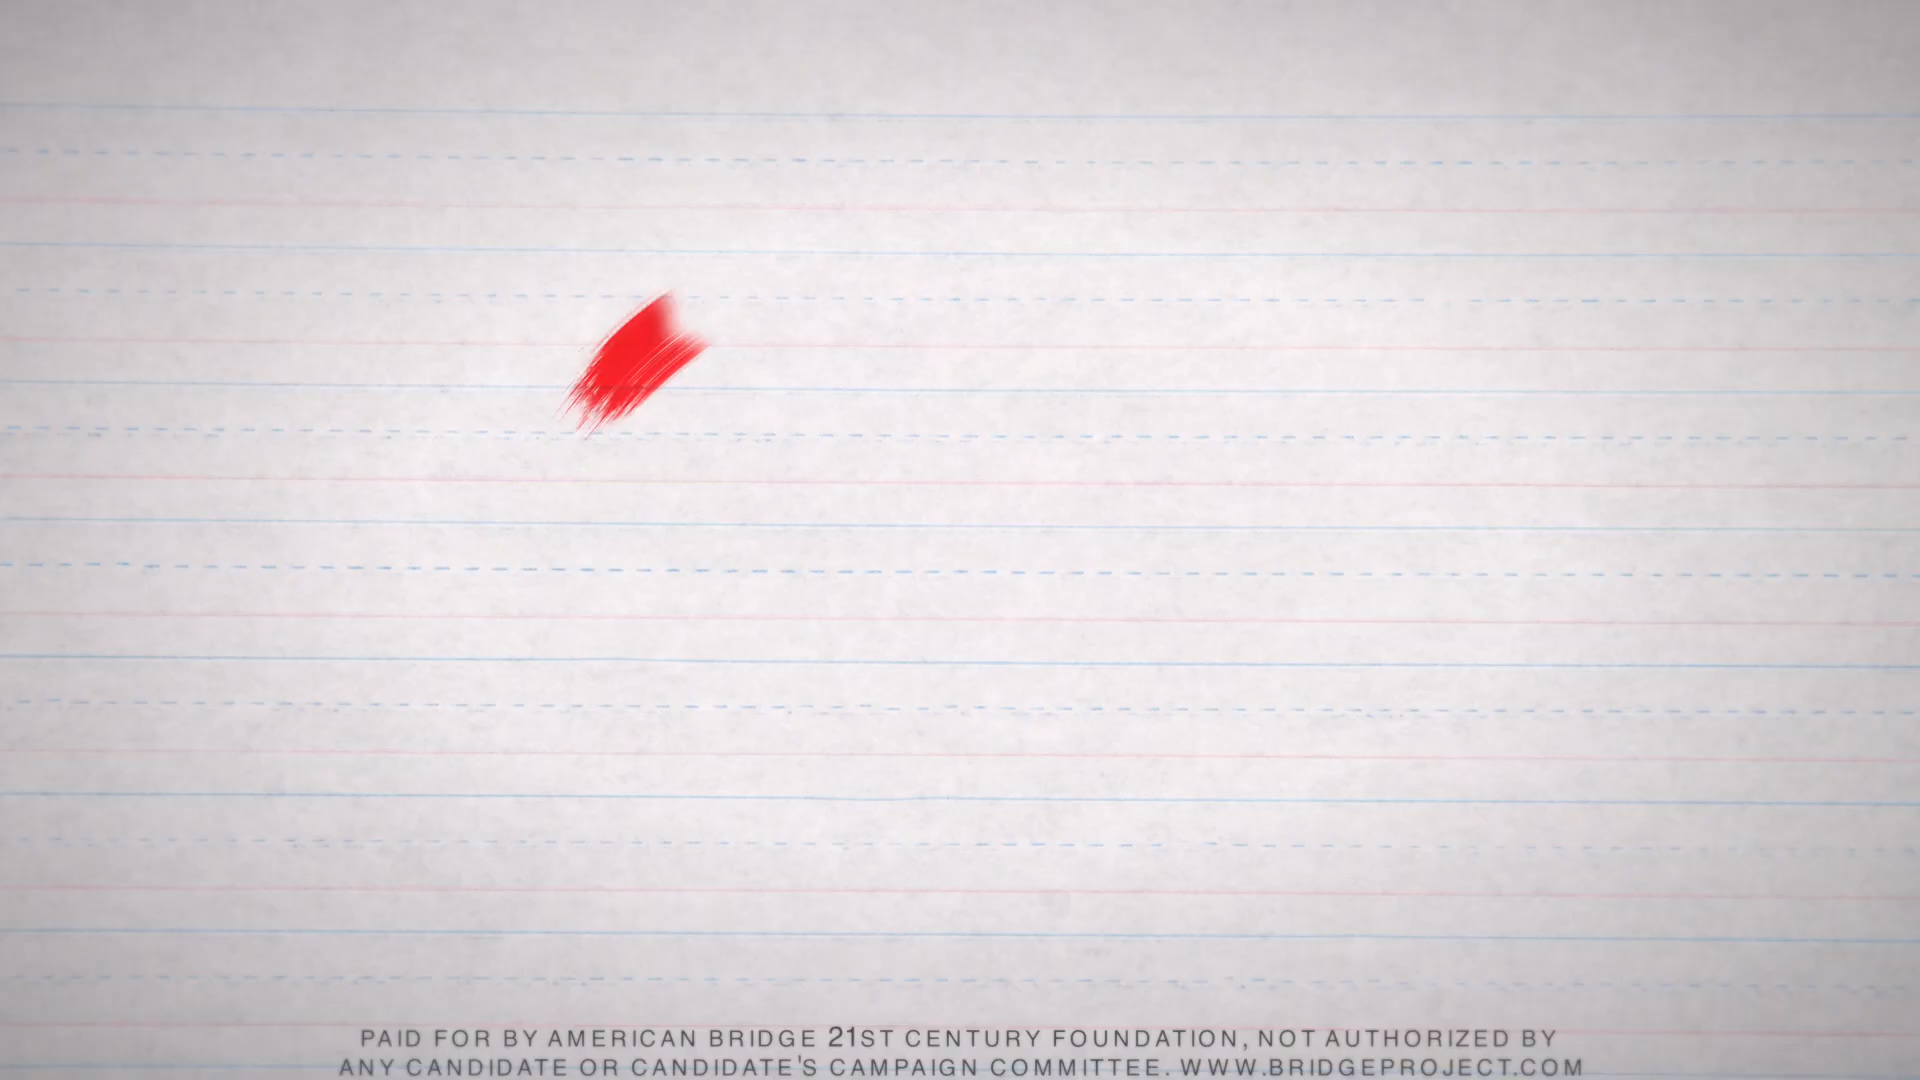 PAID FOR BY AMERICAN BRIDGE 21ST CENTURY FOUNDATION, NOT AUTHORIZED BY
ANY CANDIDATE OR CANDIDATE'S CAMPAIGN COMMITTEE. WWW.BRIDGEPROJECT.COM